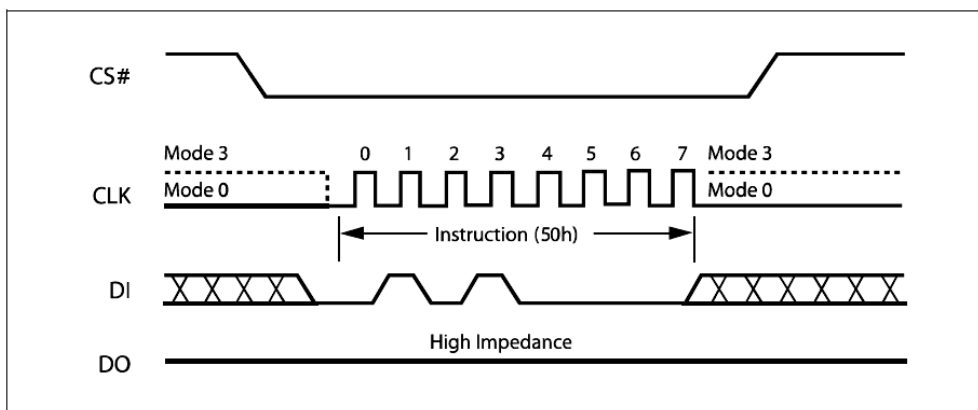 CS#
Mode 3 0 1 2 3 4 5 6 7 Mode 3
CLK Mode 0 Mode 0
Instruction (50h)
DI
High Impedance
DO